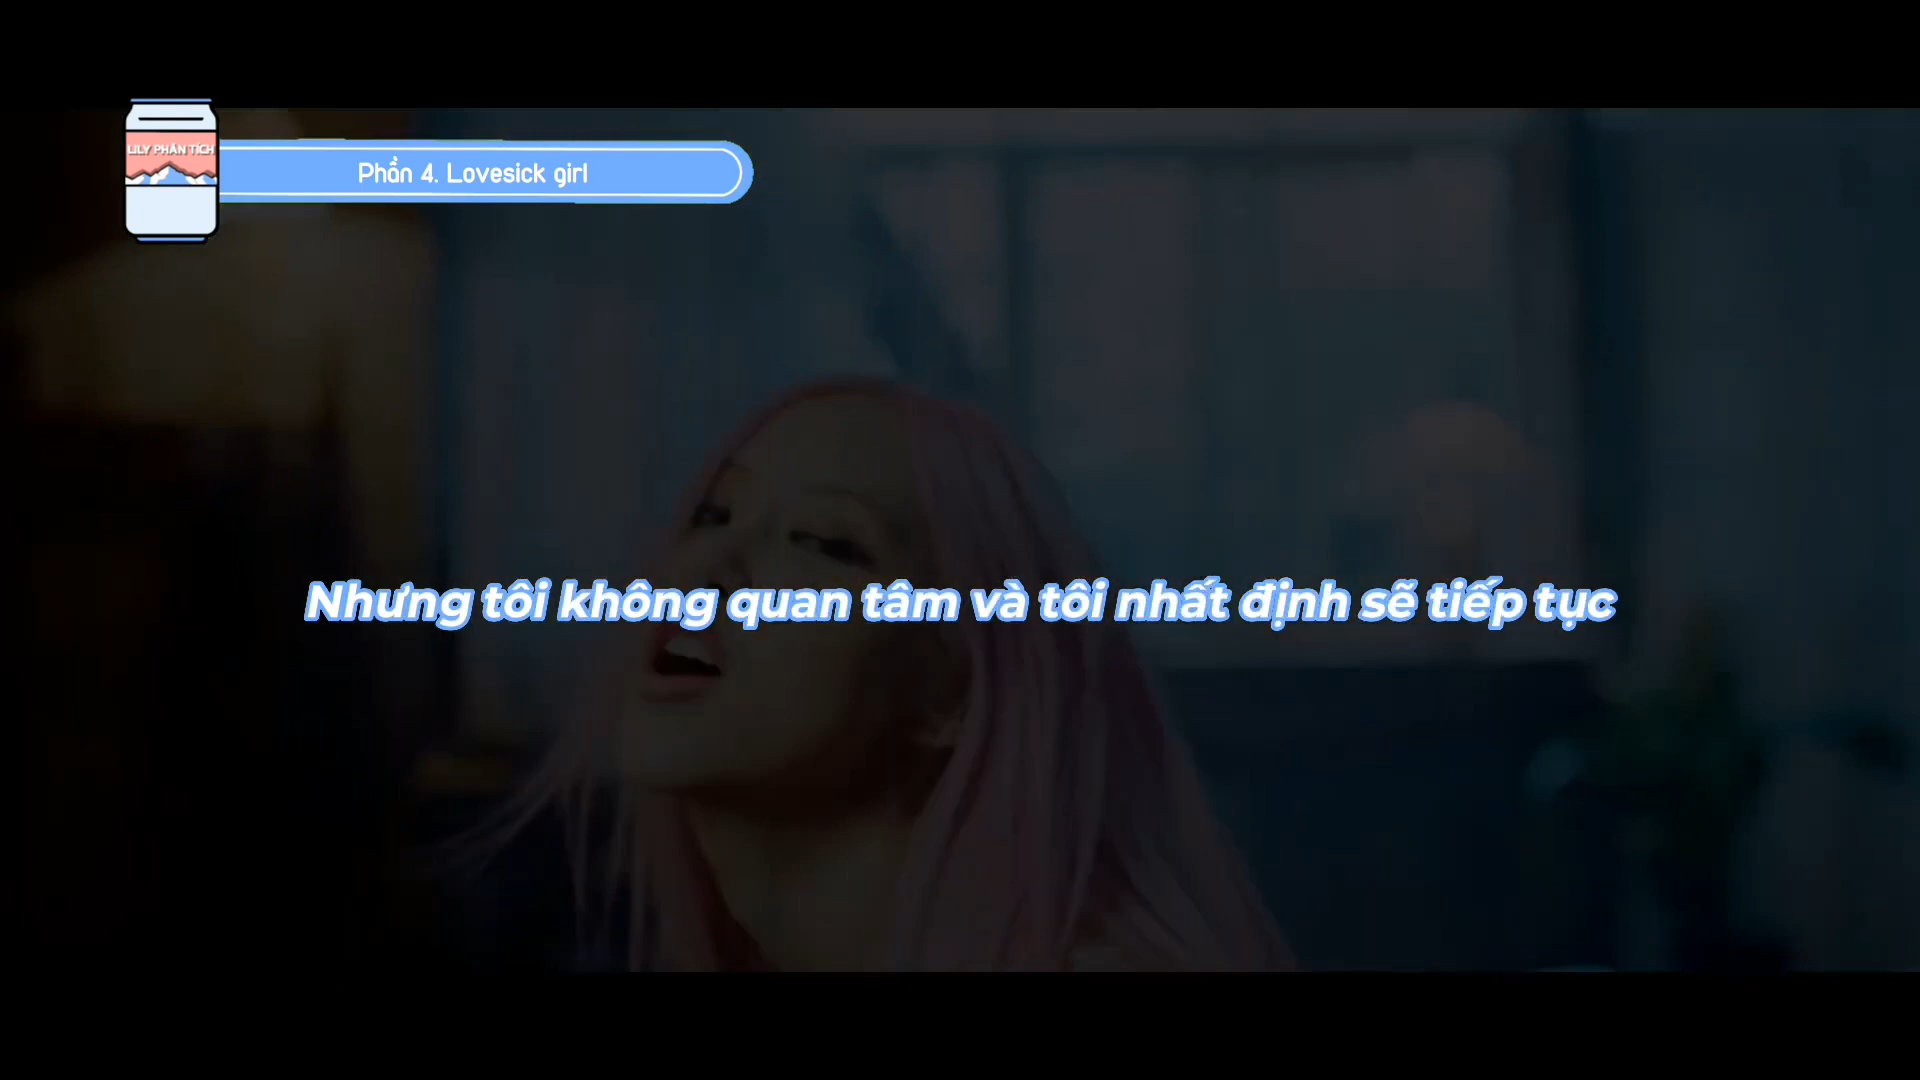 LILY PHÂN TÍCH
Phần 4. Lovesick girl
Nhưng tôi không quan tâm và tôi nhất định sẽ tiếp tục